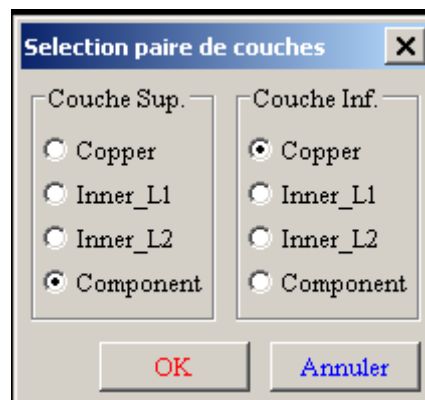 Selection paire de couches
Couche Sup.
Copper
Inner_L1
Inner_L2
Component
Couche Inf.
Copper
Inner_L1
Inner_L2
Component
OK
Annuler